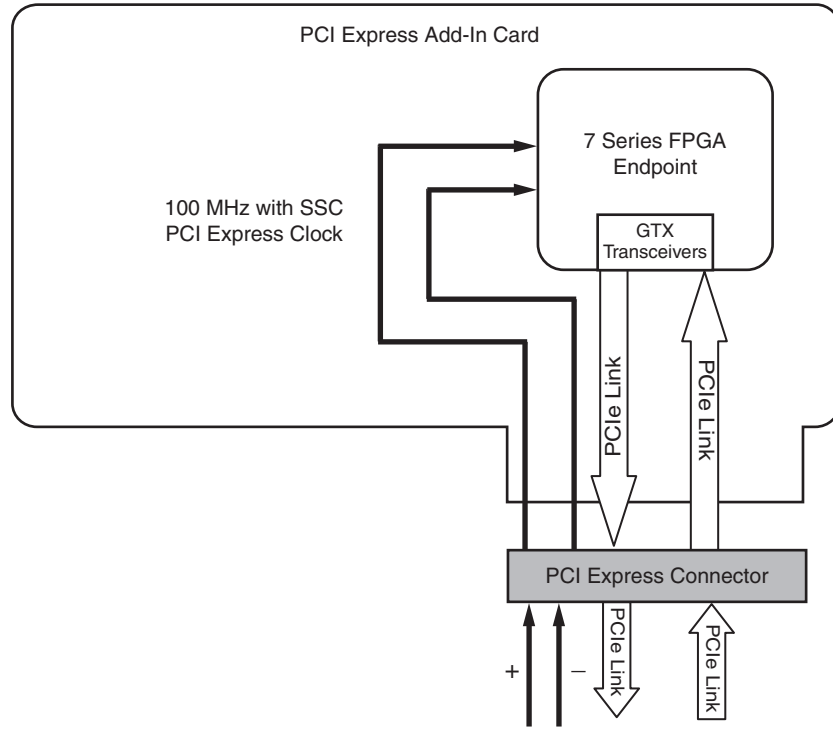 PCI Express Add-In Card
7 Series FPGA
Endpoint
100 MHz with SSC
PCI Express Clock
GTX
Transceivers
PCIe Link
PCIe Link
PCI Express Connector
+
–
PCIe Link
PCIe Link